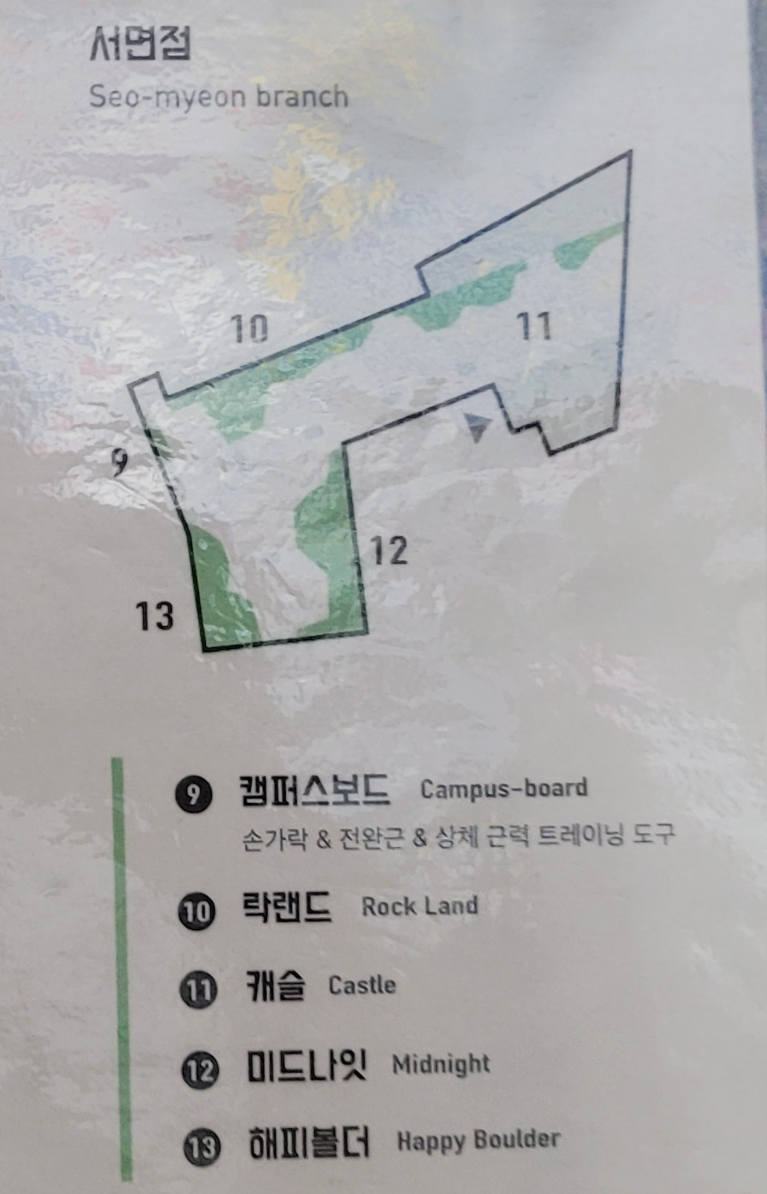 서면점
Seo-myeon branch
10
11
9
12
13
9 캠퍼스보드 Campus-board
손가락 & 전완근 & 상체 근력 트레이닝 도구
10 락랜드 Rock Land
11 캐슬 Castle
12 미드나잇 Midnight
13 해피볼더 Happy Boulder